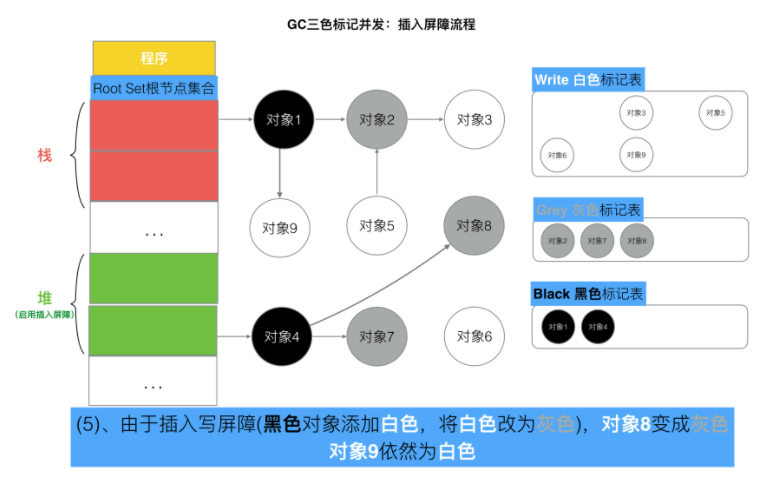 GC三色标记并发：插入屏障流程
程序
Root Set根节点集合
栈
...
堆
(启用插入屏障)
...
对象1
对象2
对象3
对象9
对象5
对象8
对象4
对象7
对象6
Write 白色标记表
对象3
对象5
对象6
对象9
Grey 灰色标记表
对象2
对象7
对象8
Black 黑色标记表
对象1
对象4
(5)、由于插入写屏障(黑色对象添加白色，将白色改为灰色)，对象8变成灰色
对象9依然为白色